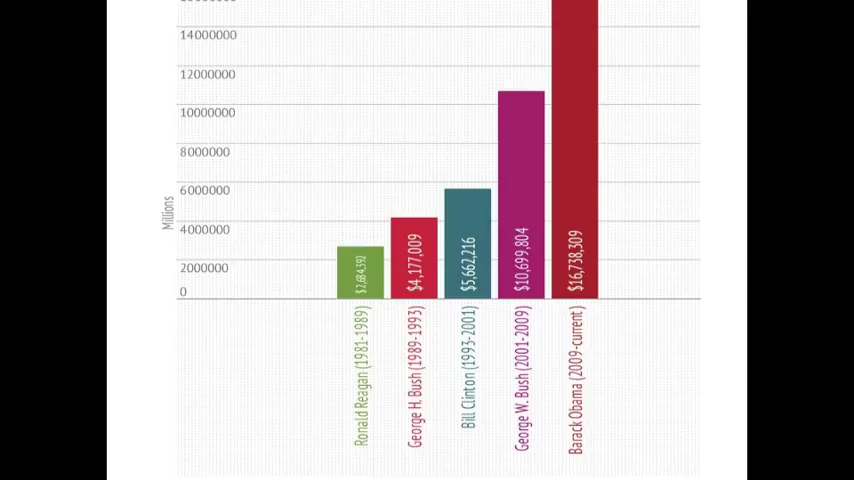 14000000
12000000
10000000
8000000
6000000
4000000
2000000
0
Millions
$2,684,392
$4,177,009
$5,662,216
$10,699,804
$16,738,309
Ronald Reagan (1981-1989)
George H. Bush (1989-1993)
Bill Clinton (1993-2001)
George W. Bush (2001-2009)
Barack Obama (2009-current)